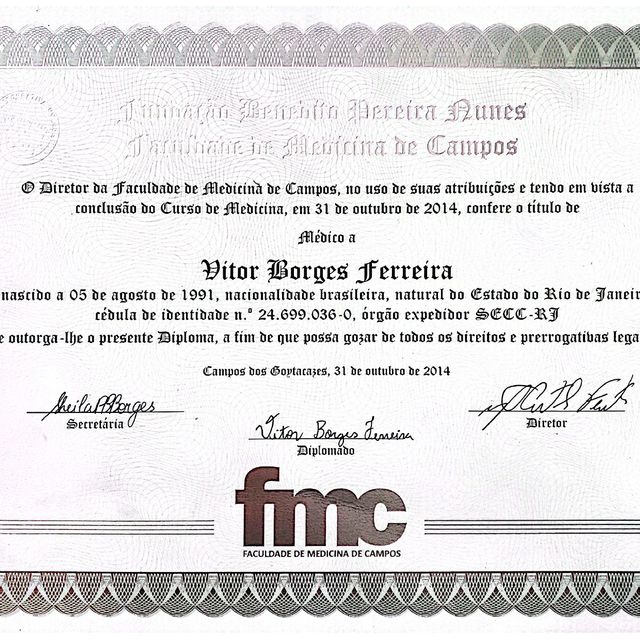 Fundação Benedito Pereira Nunes
Faculdade de Medicina de Campos
O Diretor da Faculdade de Medicina de Campos, no uso de suas atribuições e tendo em vista a
conclusão do Curso de Medicina, em 31 de outubro de 2014, confere o título de
Médico a
Vitor Borges Ferreira
nascido a 05 de agosto de 1991, nacionalidade brasileira, natural do Estado do Rio de Janeir
cédula de identidade n.º 24.699.036-0, órgão expedidor SECC-RJ
e outorga-lhe o presente Diploma, a fim de que possa gozar de todos os direitos e prerrogativas lega
Campos dos Goytacazes, 31 de outubro de 2014
Sheila Borges
Secretária
Vitor Borges Ferreira
Diplomado
Diretor
fmc
FACULDADE DE MEDICINA DE CAMPOS